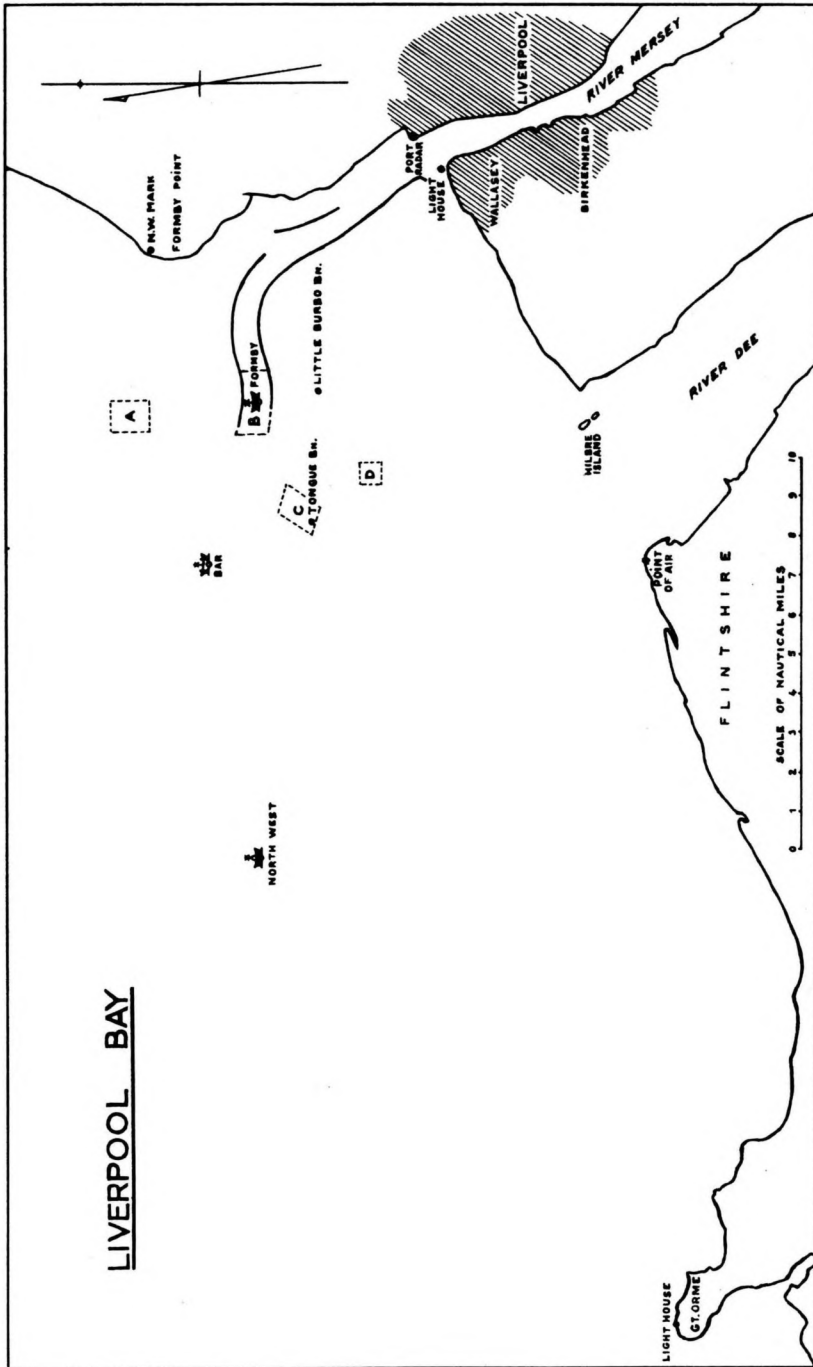 LIVERPOOL BAY
N.W. MARK
FORMBY POINT
A
B
FORMBY
BAR
C
TONGUE BN.
LITTLE BURBO BN.
D
NORTH WEST
PORT
RADAR
LIGHT
HOUSE
LIVERPOOL
WALLASEY
BIRKENHEAD
RIVER MERSEY
HILBRE
ISLAND
RIVER DEE
POINT
OF AIR
FLINTSHIRE
LIGHT HOUSE
GT. ORME
SCALE OF NAUTICAL MILES
0 1 2 3 4 5 6 7 8 9 10